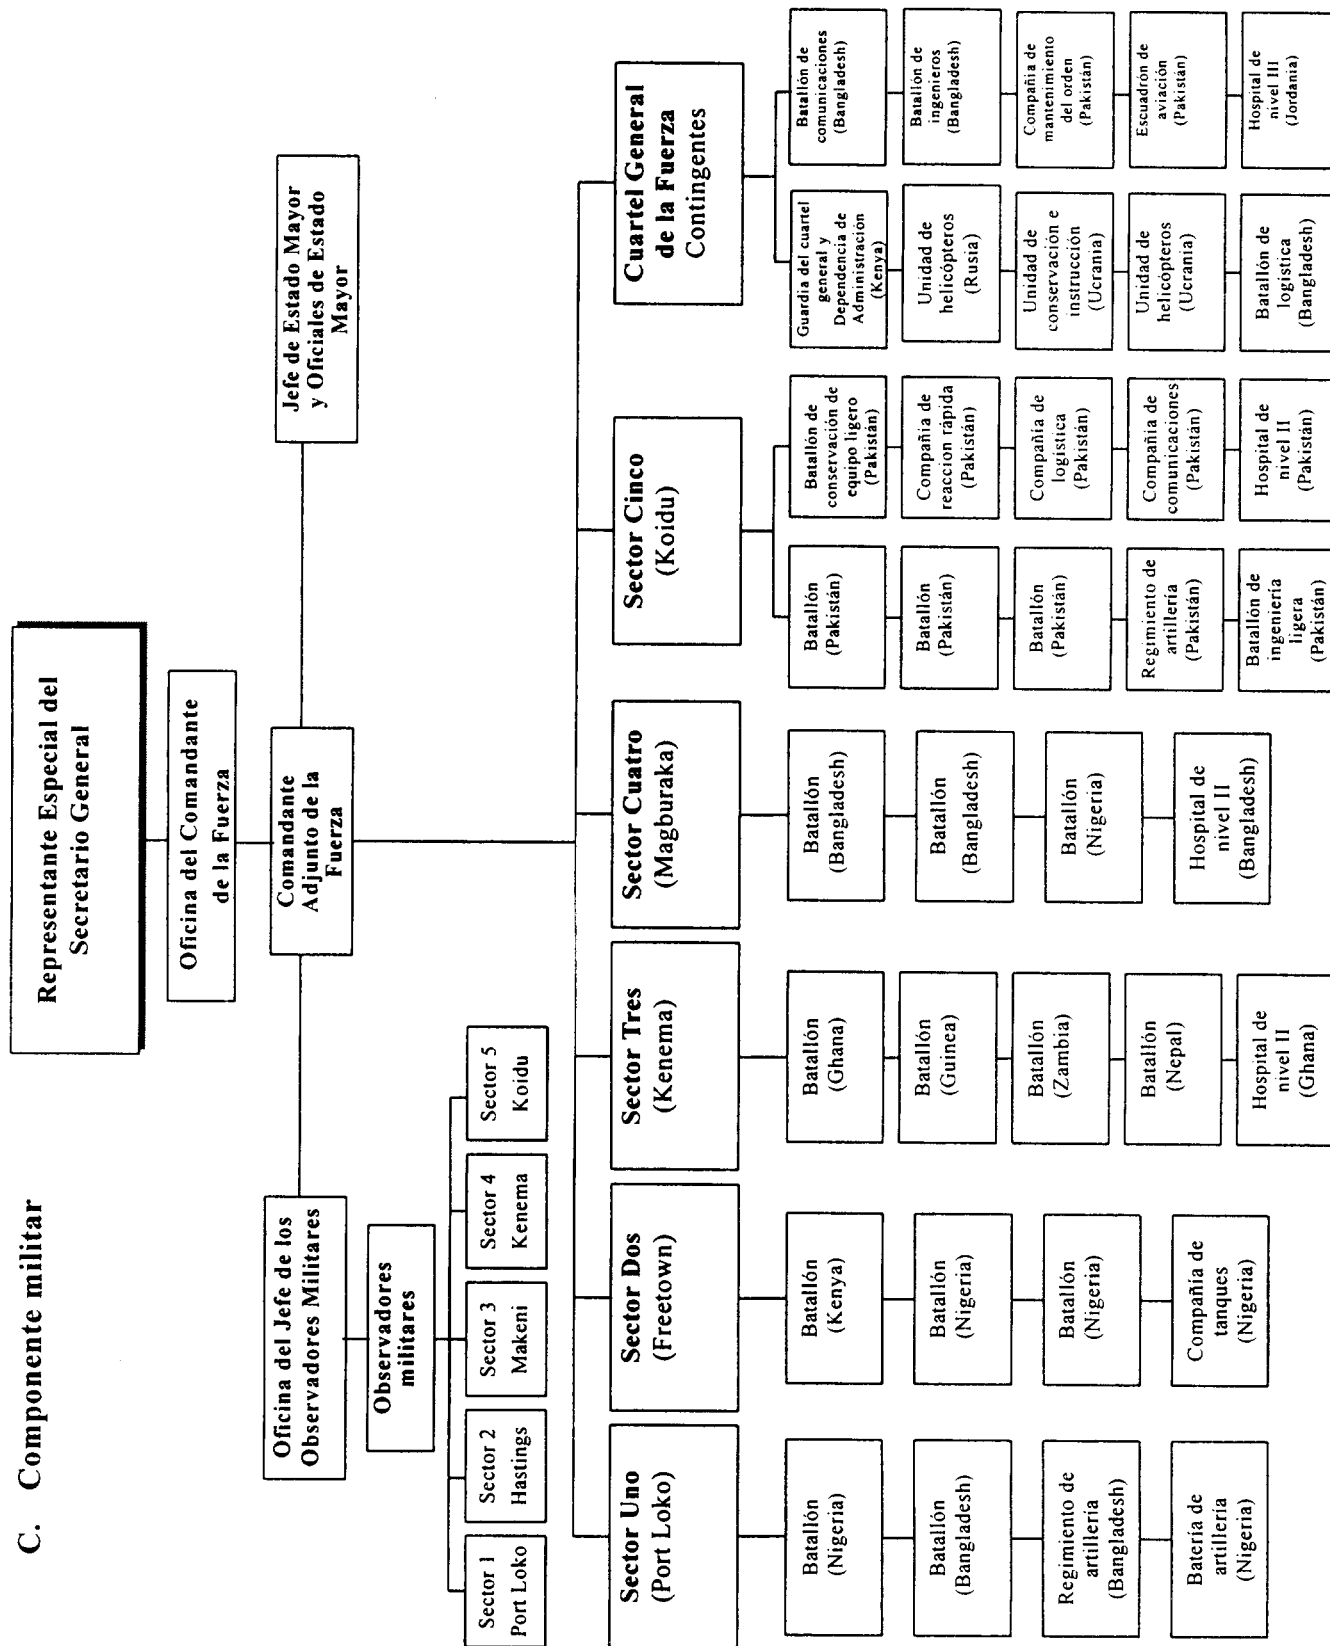 C. Componente militar
Representante Especial del
Secretario General
Oficina del Comandante
de la Fuerza
Oficina del Jefe de los
Observadores Militares
Comandante
Adjunto de la
Fuerza
Jefe de Estado Mayor
y Oficiales de Estado
Mayor
Observadores
militares
Sector 1
Port Loko
Sector 2
Hastings
Sector 3
Makeni
Sector 4
Kenema
Sector 5
Koidu
Sector Uno
(Port Loko)
Batallón
(Nigeria)
Batallón
(Bangladesh)
Regimiento de
artillería
(Bangladesh)
Batería de
artillería
(Nigeria)
Sector Dos
(Freetown)
Batallón
(Kenya)
Batallón
(Nigeria)
Batallón
(Nigeria)
Compañia de
tanques
(Nigeria)
Sector Tres
(Kenema)
Batallón
(Ghana)
Batallón
(Guinea)
Batallón
(Zambia)
Batallón
(Nepal)
Hospital de
nivel II
(Ghana)
Sector Cuatro
(Magburaka)
Batallón
(Bangladesh)
Batallón
(Bangladesh)
Batallón
(Nigeria)
Hospital de
nivel II
(Bangladesh)
Sector Cinco
(Koidu)
Batallón
(Pakistán)
Batallón
(Pakistán)
Batallón
(Pakistán)
Regimiento de
artillería
(Pakistán)
Batallón de
ingeniería
ligera
(Pakistán)
Batallón de
conservación de
equipo ligero
(Pakistán)
Compañia de
reaccion rápida
(Pakistán)
Compañia de
logística
(Pakistán)
Compañia de
comunicaciones
(Pakistán)
Hospital de
nivel II
(Pakistán)
Cuartel General
de la Fuerza
Contingentes
Guardia del cuartel
general y
Dependencia de
Administración
(Kenya)
Unidad de
helicópteros
(Rusia)
Unidad de
conservación e
instrucción
(Ucrania)
Unidad de
helicópteros
(Ucrania)
Batallón de
logística
(Bangladesh)
Batallón de
comunicaciones
(Bangladesh)
Batallón de
ingenieros
(Bangladesh)
Compañia de
mantenimiento
del orden
(Pakistán)
Escuadrón de
aviación
(Pakistán)
Hospital de
nivel III
(Jordania)